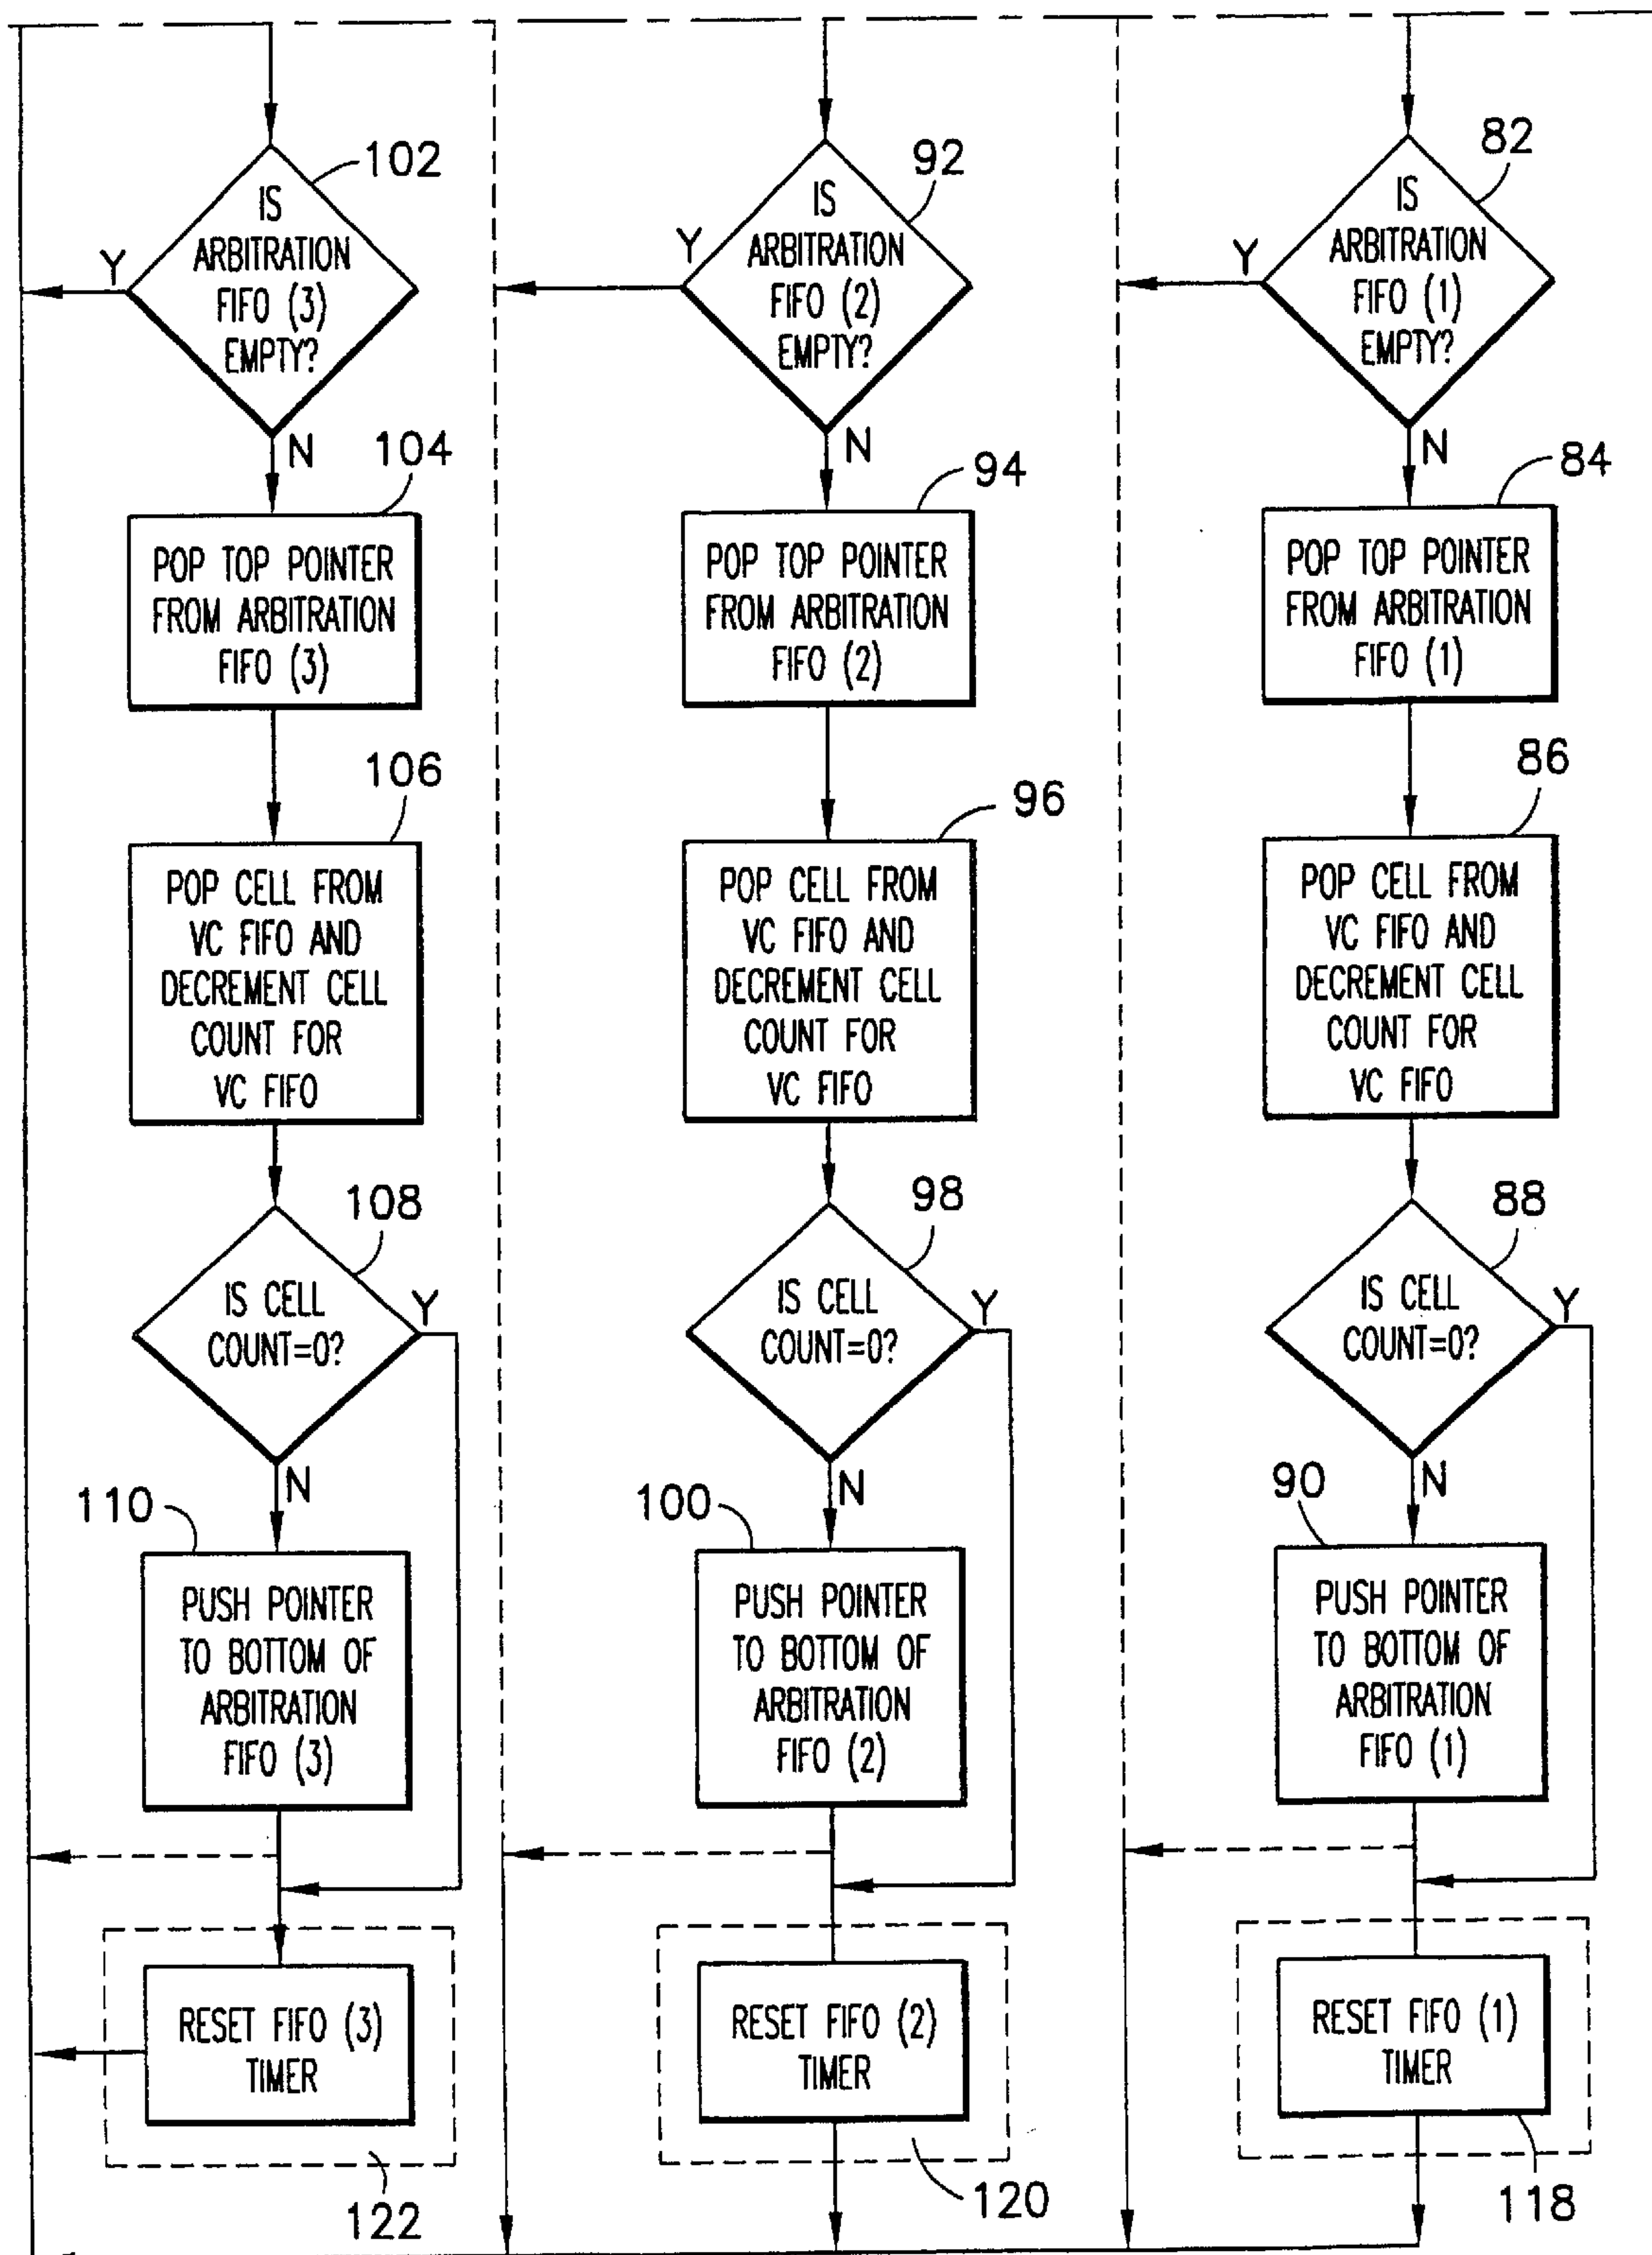 102
IS
ARBITRATION
FIFO (3)
EMPTY?
Y
N
104
POP TOP POINTER
FROM ARBITRATION
FIFO (3)
106
POP CELL FROM
VC FIFO AND
DECREMENT CELL
COUNT FOR
VC FIFO
108
IS CELL
COUNT=0?
Y
N
110
PUSH POINTER
TO BOTTOM OF
ARBITRATION
FIFO (3)
RESET FIFO (3)
TIMER
122
92
IS
ARBITRATION
FIFO (2)
EMPTY?
Y
N
94
POP TOP POINTER
FROM ARBITRATION
FIFO (2)
96
POP CELL FROM
VC FIFO AND
DECREMENT CELL
COUNT FOR
VC FIFO
98
IS CELL
COUNT=0?
Y
N
100
PUSH POINTER
TO BOTTOM OF
ARBITRATION
FIFO (2)
RESET FIFO (2)
TIMER
120
82
IS
ARBITRATION
FIFO (1)
EMPTY?
Y
N
84
POP TOP POINTER
FROM ARBITRATION
FIFO (1)
86
POP CELL FROM
VC FIFO AND
DECREMENT CELL
COUNT FOR
VC FIFO
88
IS CELL
COUNT=0?
Y
N
90
PUSH POINTER
TO BOTTOM OF
ARBITRATION
FIFO (1)
RESET FIFO (1)
TIMER
118